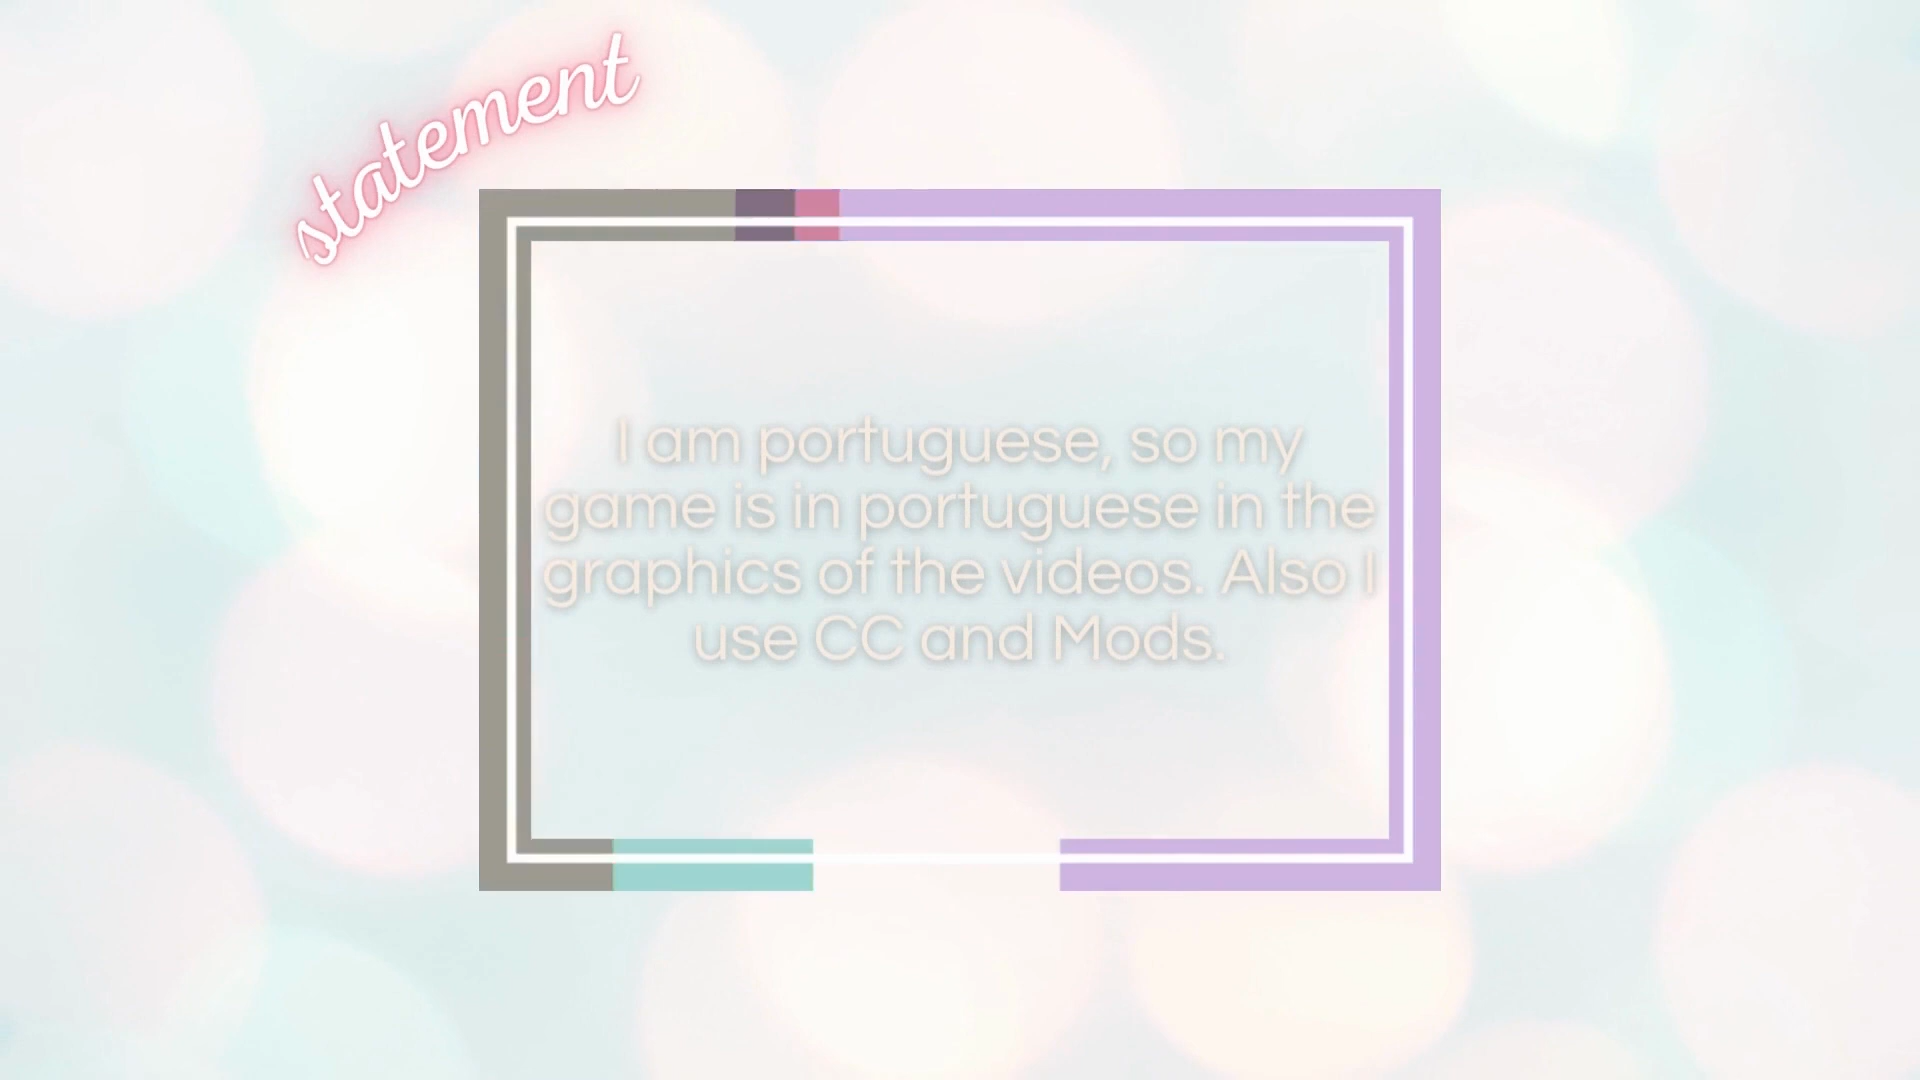 statement
I am portuguese, so my
game is in portuguese in the
graphics of the videos. Also I
use CC and Mods.